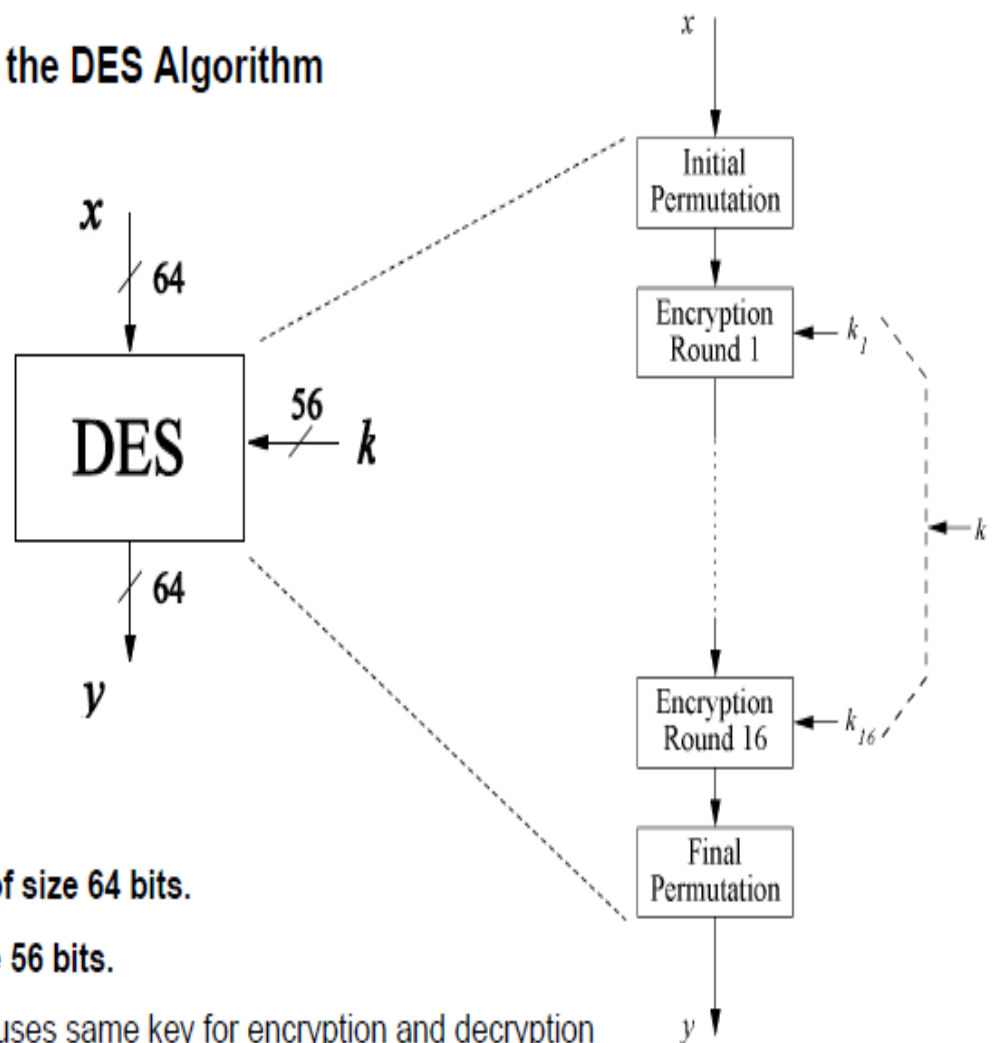 the DES Algorithm
x
64
56
DES
k
64
y
x
Initial
Permutation
Encryption
Round 1
k1
k
Encryption
Round 16
k16
Final
Permutation
y
of size 64 bits.
56 bits.
uses same key for encryption and decryption